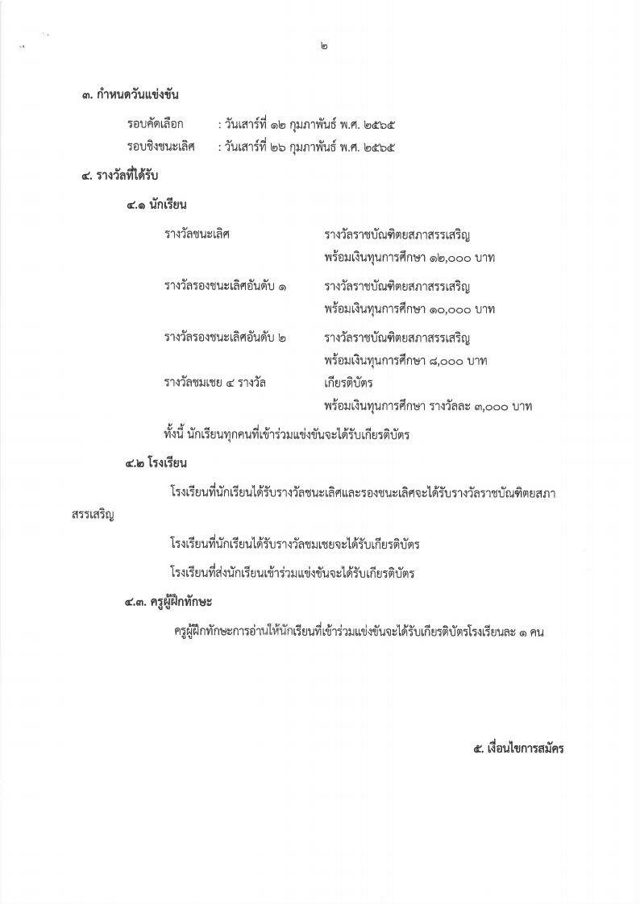 ๒
๓. กำหนดวันแข่งขัน
รอบคัดเลือก : วันเสาร์ที่ ๑๒ กุมภาพันธ์ พ.ศ. ๒๕๖๕
รอบชิงชนะเลิศ : วันเสาร์ที่ ๒๖ กุมภาพันธ์ พ.ศ. ๒๕๖๕
๔. รางวัลที่ได้รับ
๔.๑ นักเรียน
รางวัลชนะเลิศ รางวัลราชบัณฑิตยสภาสรรเสริญ
พร้อมเงินทุนการศึกษา ๑๒,๐๐๐ บาท
รางวัลรองชนะเลิศอันดับ ๑ รางวัลราชบัณฑิตยสภาสรรเสริญ
พร้อมเงินทุนการศึกษา ๑๐,๐๐๐ บาท
รางวัลรองชนะเลิศอันดับ ๒ รางวัลราชบัณฑิตยสภาสรรเสริญ
พร้อมเงินทุนการศึกษา ๘,๐๐๐ บาท
รางวัลชมเชย ๔ รางวัล เกียรติบัตร
พร้อมเงินทุนการศึกษา รางวัลละ ๓,๐๐๐ บาท
ทั้งนี้ นักเรียนทุกคนที่เข้าร่วมแข่งขันจะได้รับเกียรติบัตร
๔.๒ โรงเรียน
โรงเรียนที่นักเรียนได้รับรางวัลชนะเลิศและรองชนะเลิศจะได้รับรางวัลราชบัณฑิตยสภา
สรรเสริญ
โรงเรียนที่นักเรียนได้รับรางวัลชมเชยจะได้รับเกียรติบัตร
โรงเรียนที่ส่งนักเรียนเข้าร่วมแข่งขันจะได้รับเกียรติบัตร
๔.๓. ครูผู้ฝึกทักษะ
ครูผู้ฝึกทักษะการอ่านให้นักเรียนที่เข้าร่วมแข่งขันจะได้รับเกียรติบัตรโรงเรียนละ ๑ คน
๕. เงื่อนไขการสมัคร